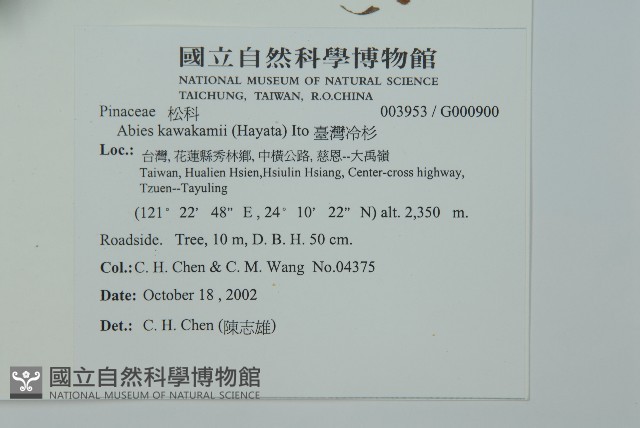 國立自然科學博物館
NATIONAL MUSEUM OF NATURAL SCIENCE
TAICHUNG, TAIWAN, R.O.CHINA
Pinaceae 松科 003953 / G000900
Abies kawakamii (Hayata) Ito 臺灣冷杉
Loc.: 台灣, 花蓮縣秀林鄉, 中橫公路, 慈恩--大禹嶺
Taiwan, Hualien Hsien,Hsiulin Hsiang, Center-cross highway,
Tzuen--Tayuling
(121° 22' 48" E , 24° 10' 22" N) alt. 2,350 m.
Roadside. Tree, 10 m, D. B. H. 50 cm.
Col.: C. H. Chen & C. M. Wang No.04375
Date: October 18 , 2002
Det.: C. H. Chen (陳志雄)
國立自然科學博物館
NATIONAL MUSEUM OF NATURAL SCIENCE